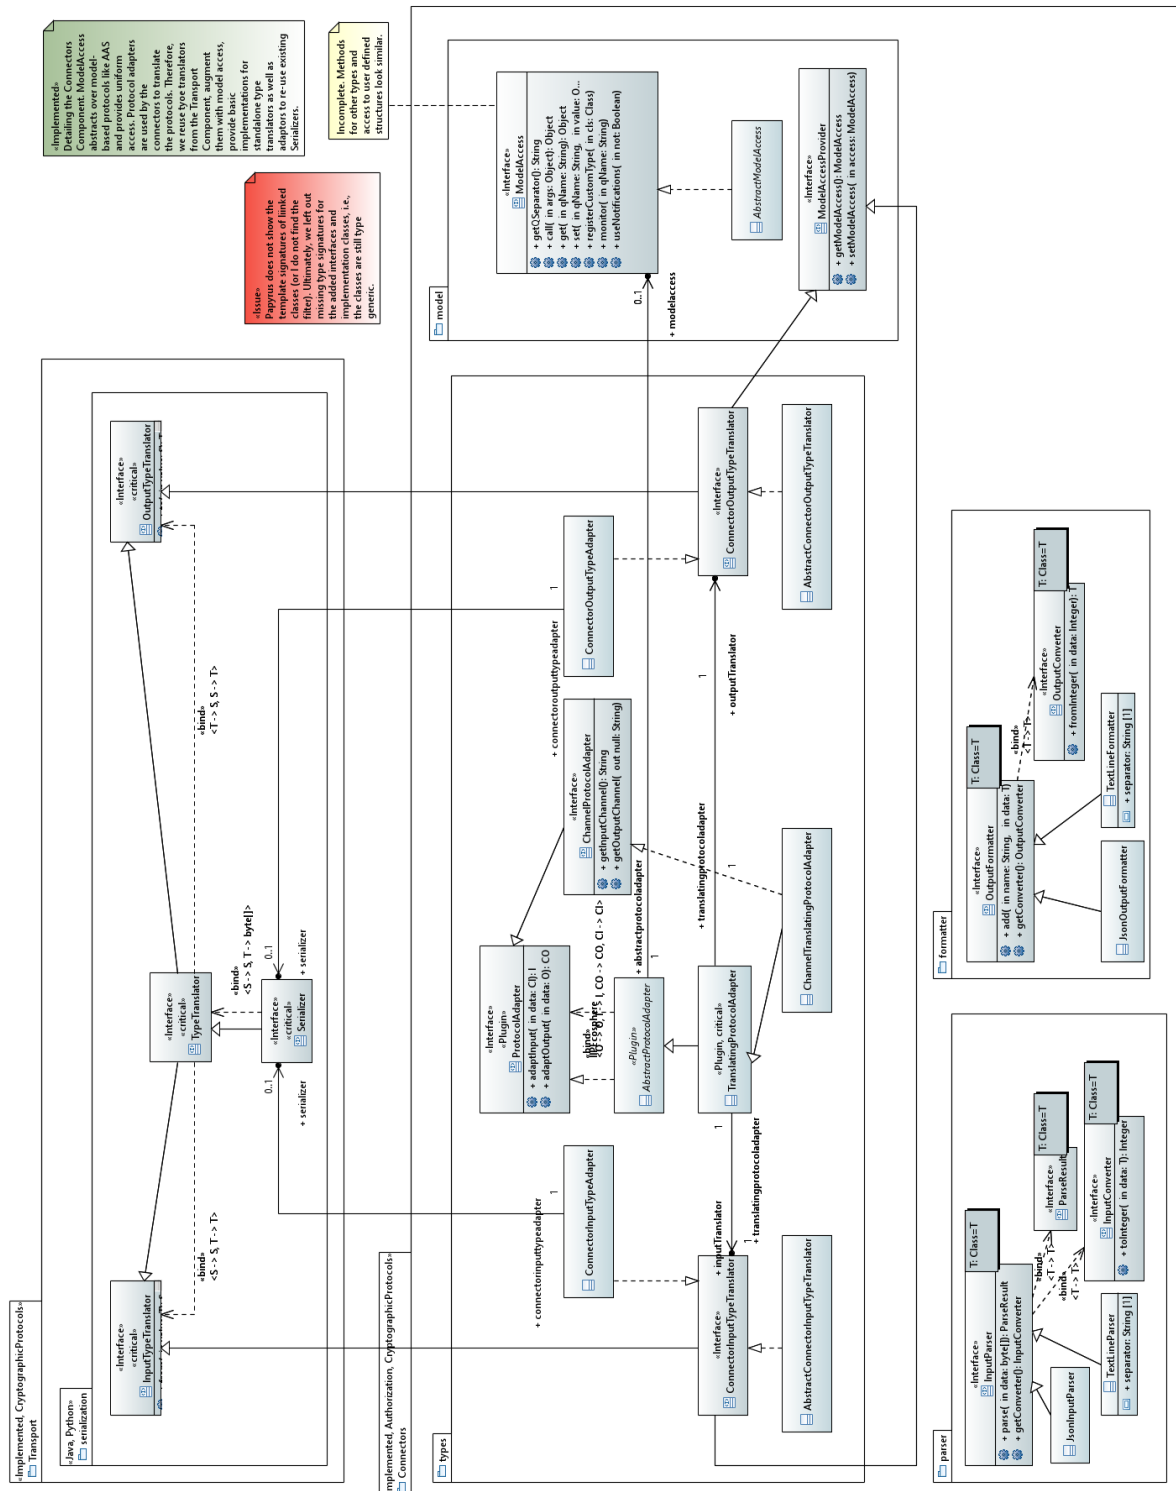 «Implemented»
Detailing the Connectors
Component. ModelAccess
abstracts over model-
based protocols like AAS
and provides uniform
access. Protocol adapters
are used by the
connectors to translate
the protocols. Therefore,
we reuse tyoe translators
from the Transport
Component, augment
them with model access,
provide basic
implementations for
standalone type
translators as well as
adaptors to re-use existing
Serializers.
Incomplete. Methods
for other types and
access to user defined
structures look similar.
«Issue»
Papyrus does not show the
template signatures of linked
classes (or I do not find the
filter). Ultimately, we left out
missing type signatures for
the added interfaces and
implementation classes, i.e.,
the classes are still type
generic.
«Implemented, CryptographicProtocols»
Transport
«Java, Python»
serialization
«Interface»
«critical»
InputTypeTranslator
«Interface»
«critical»
TypeTranslator
«Interface»
«critical»
OutputTypeTranslator
«Interface»
«critical»
Serializer
«bind»
<S -> S, T -> T>
«bind»
<T -> S, S -> T>
«bind»
<S -> S, T -> byte[]>
0..1
+ serializer
0..1
+ serializer
mplemented, Authorization, CryptographicProtocols»
Connectors
model
«Interface»
ModelAccess
+ getQSeparator(): String
+ call( in args: Object): Object
+ get( in qName: String): Object
+ set( in qName: String, in value: O...
+ registerCustomType( in cls: Class)
+ monitor( in qName: String)
+ useNotifications( in not: Boolean)
AbstractModelAccess
«Interface»
ModelAccessProvider
+ getModelAccess(): ModelAccess
+ setModelAccess( in access: ModelAccess)
0..1
+ modelaccess
types
«Interface»
«Plugin»
ProtocolAdapter
+ adaptInput( in data: CI): I
+ adaptOutput( in data: O): CO
«Interface»
ChannelProtocolAdapter
+ getInputChannel(): String
+ getOutputChannel( out null: String)
ConnectorOutputTypeAdapter
1
+ connectoroutputtypeadapter
ConnectorInputTypeAdapter
1
+ connectorinputtypeadapter
«bind»
«Plugin»
AbstractProtocolAdapter
1
+ abstractprotocoladapter
«Plugin, critical»
TranslatingProtocolAdapter
1
+ translatingprotocoladapter
1
+ translatingprotocoladapter
ChannelTranslatingProtocolAdapter
1
+ outputTranslator
1
+ inputTranslator
«Interface»
ConnectorOutputTypeTranslator
AbstractConnectorOutputTypeTranslator
«Interface»
ConnectorInputTypeTranslator
AbstractConnectorInputTypeTranslator
parser
T: Class=T
«Interface»
InputParser
+ parse( in data: byte[]): ParseResult
+ getConverter(): InputConverter
T: Class=T
«Interface»
ParseResult
T: Class=T
«Interface»
InputConverter
+ toInteger( in data: T): Integer
«bind»
<T -> T>
«bind»
<T -> T>
JsonInputParser
TextLineParser
+ separator: String [1]
formatter
T: Class=T
«Interface»
OutputFormatter
+ add( in name: String, in data: T)
+ getConverter(): OutputConverter
T: Class=T
«Interface»
OutputConverter
+ fromInteger( in data: Integer): T
«bind»
<T -> T>
JsonOutputFormatter
TextLineFormatter
+ separator: String [1]